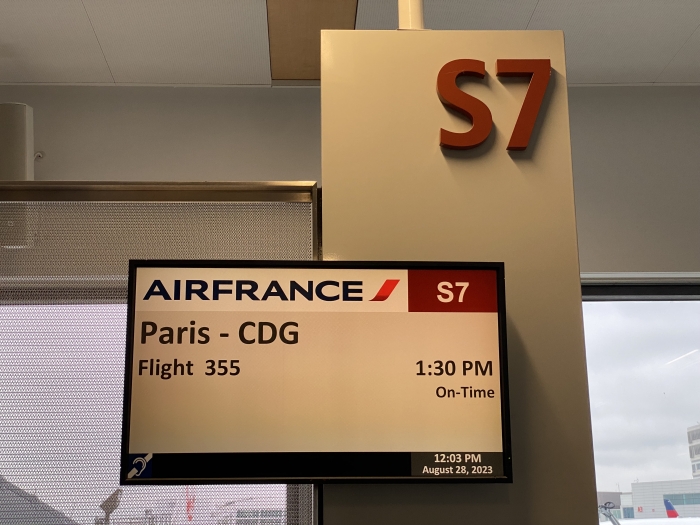 S7
AIRFRANCE S7
Paris - CDG
Flight 355 1:30 PM
On-Time
12:03 PM
August 28, 2023